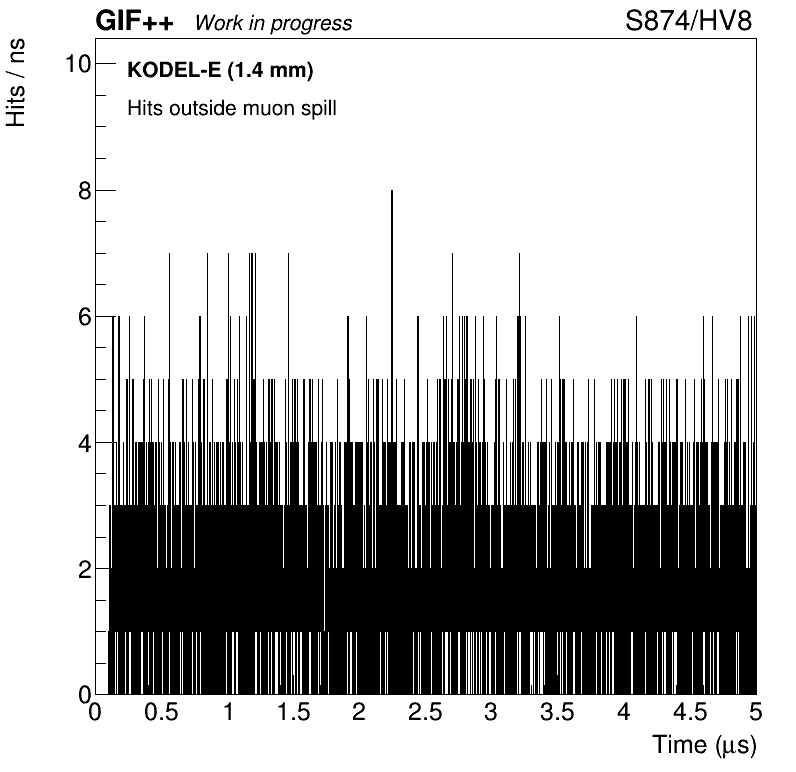 GIF++ Work in progress S874/HV8
Hits / ns
KODEL-E (1.4 mm)
Hits outside muon spill
10
8
6
4
2
0
0 0.5 1 1.5 2 2.5 3 3.5 4 4.5 5
Time (μs)